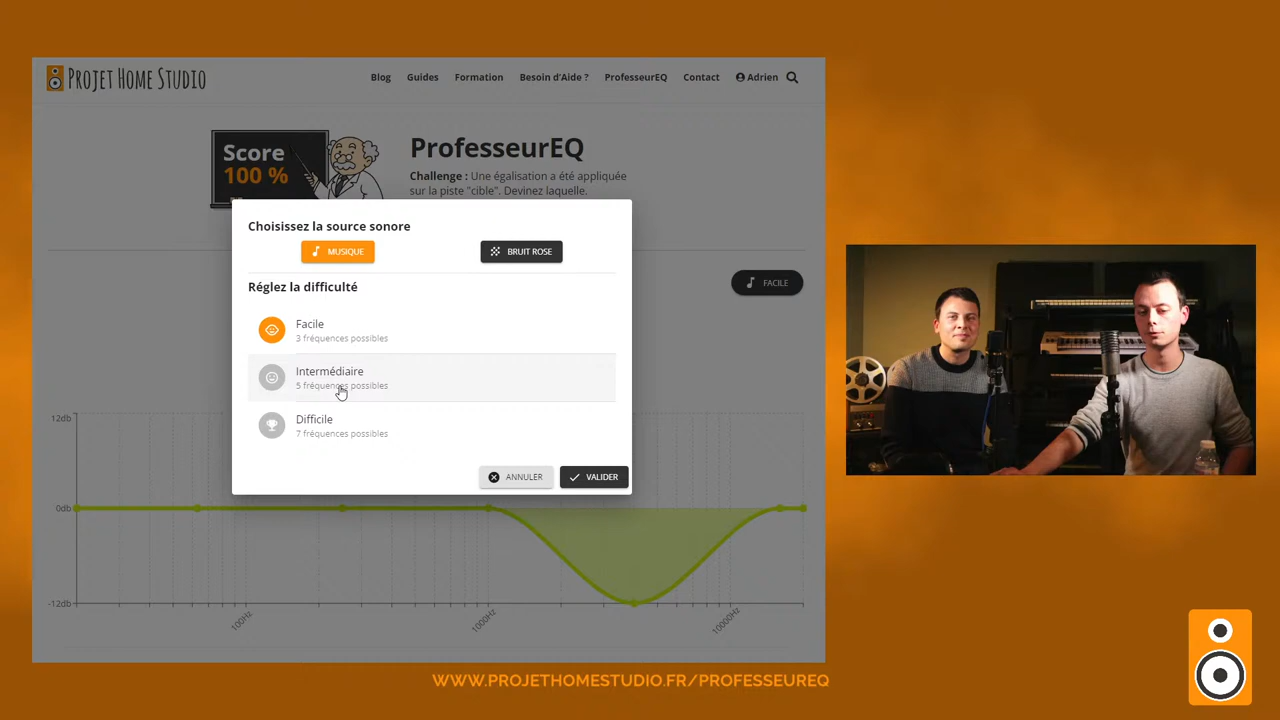 PROJET HOME STUDIO
Blog Guides Formation Besoin d'Aide ? ProfesseurEQ Contact Adrien
Score
100 %
ProfesseurEQ
Challenge : Une égalisation a été appliquée
sur la piste "cible". Devinez laquelle.
Choisissez la source sonore
MUSIQUE
BRUIT ROSE
Réglez la difficulté
FACILE
Facile
3 fréquences possibles
Intermédiaire
5 fréquences possibles
Difficile
7 fréquences possibles
ANNULER
VALIDER
12db
0db
-12db
100Hz
1000Hz
10000Hz
WWW.PROJETHOMESTUDIO.FR/PROFESSEUREQ